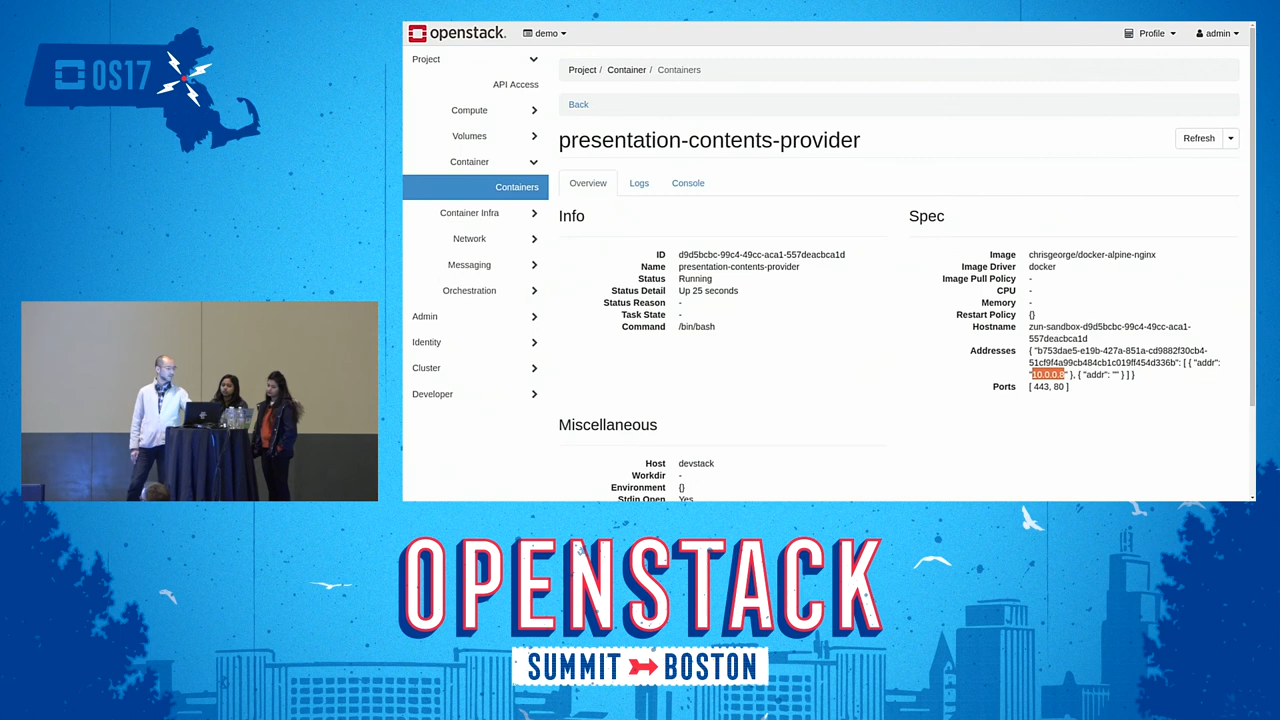 OS17
openstack.
demo
Profile
admin
Project
API Access
Compute
Volumes
Container
Containers
Container Infra
Network
Messaging
Orchestration
Admin
Identity
Cluster
Developer
Project / Container / Containers
Back
presentation-contents-provider
Refresh
Overview Logs Console
Info
ID d9d5bcbc-99c4-49cc-aca1-557deacbca1d
Name presentation-contents-provider
Status Running
Status Detail Up 25 seconds
Status Reason -
Task State -
Command /bin/bash
Spec
Image chrisgeorge/docker-alpine-nginx
Image Driver docker
Image Pull Policy -
CPU -
Memory -
Restart Policy {}
Hostname zun-sandbox-d9d5bcbc-99c4-49cc-aca1-
557deacbca1d
Addresses { "b753dae5-e19b-427a-851a-cd9882f30cb4-
51cf9f4a99cb484cb1c019ff454d336b": [ { "addr":
"10.0.0.8" }, { "addr": "" } ] }
Ports [ 443, 80 ]
Miscellaneous
Host devstack
Workdir -
Environment {}
Stdin Open Yes
OPENSTACK
SUMMIT BOSTON